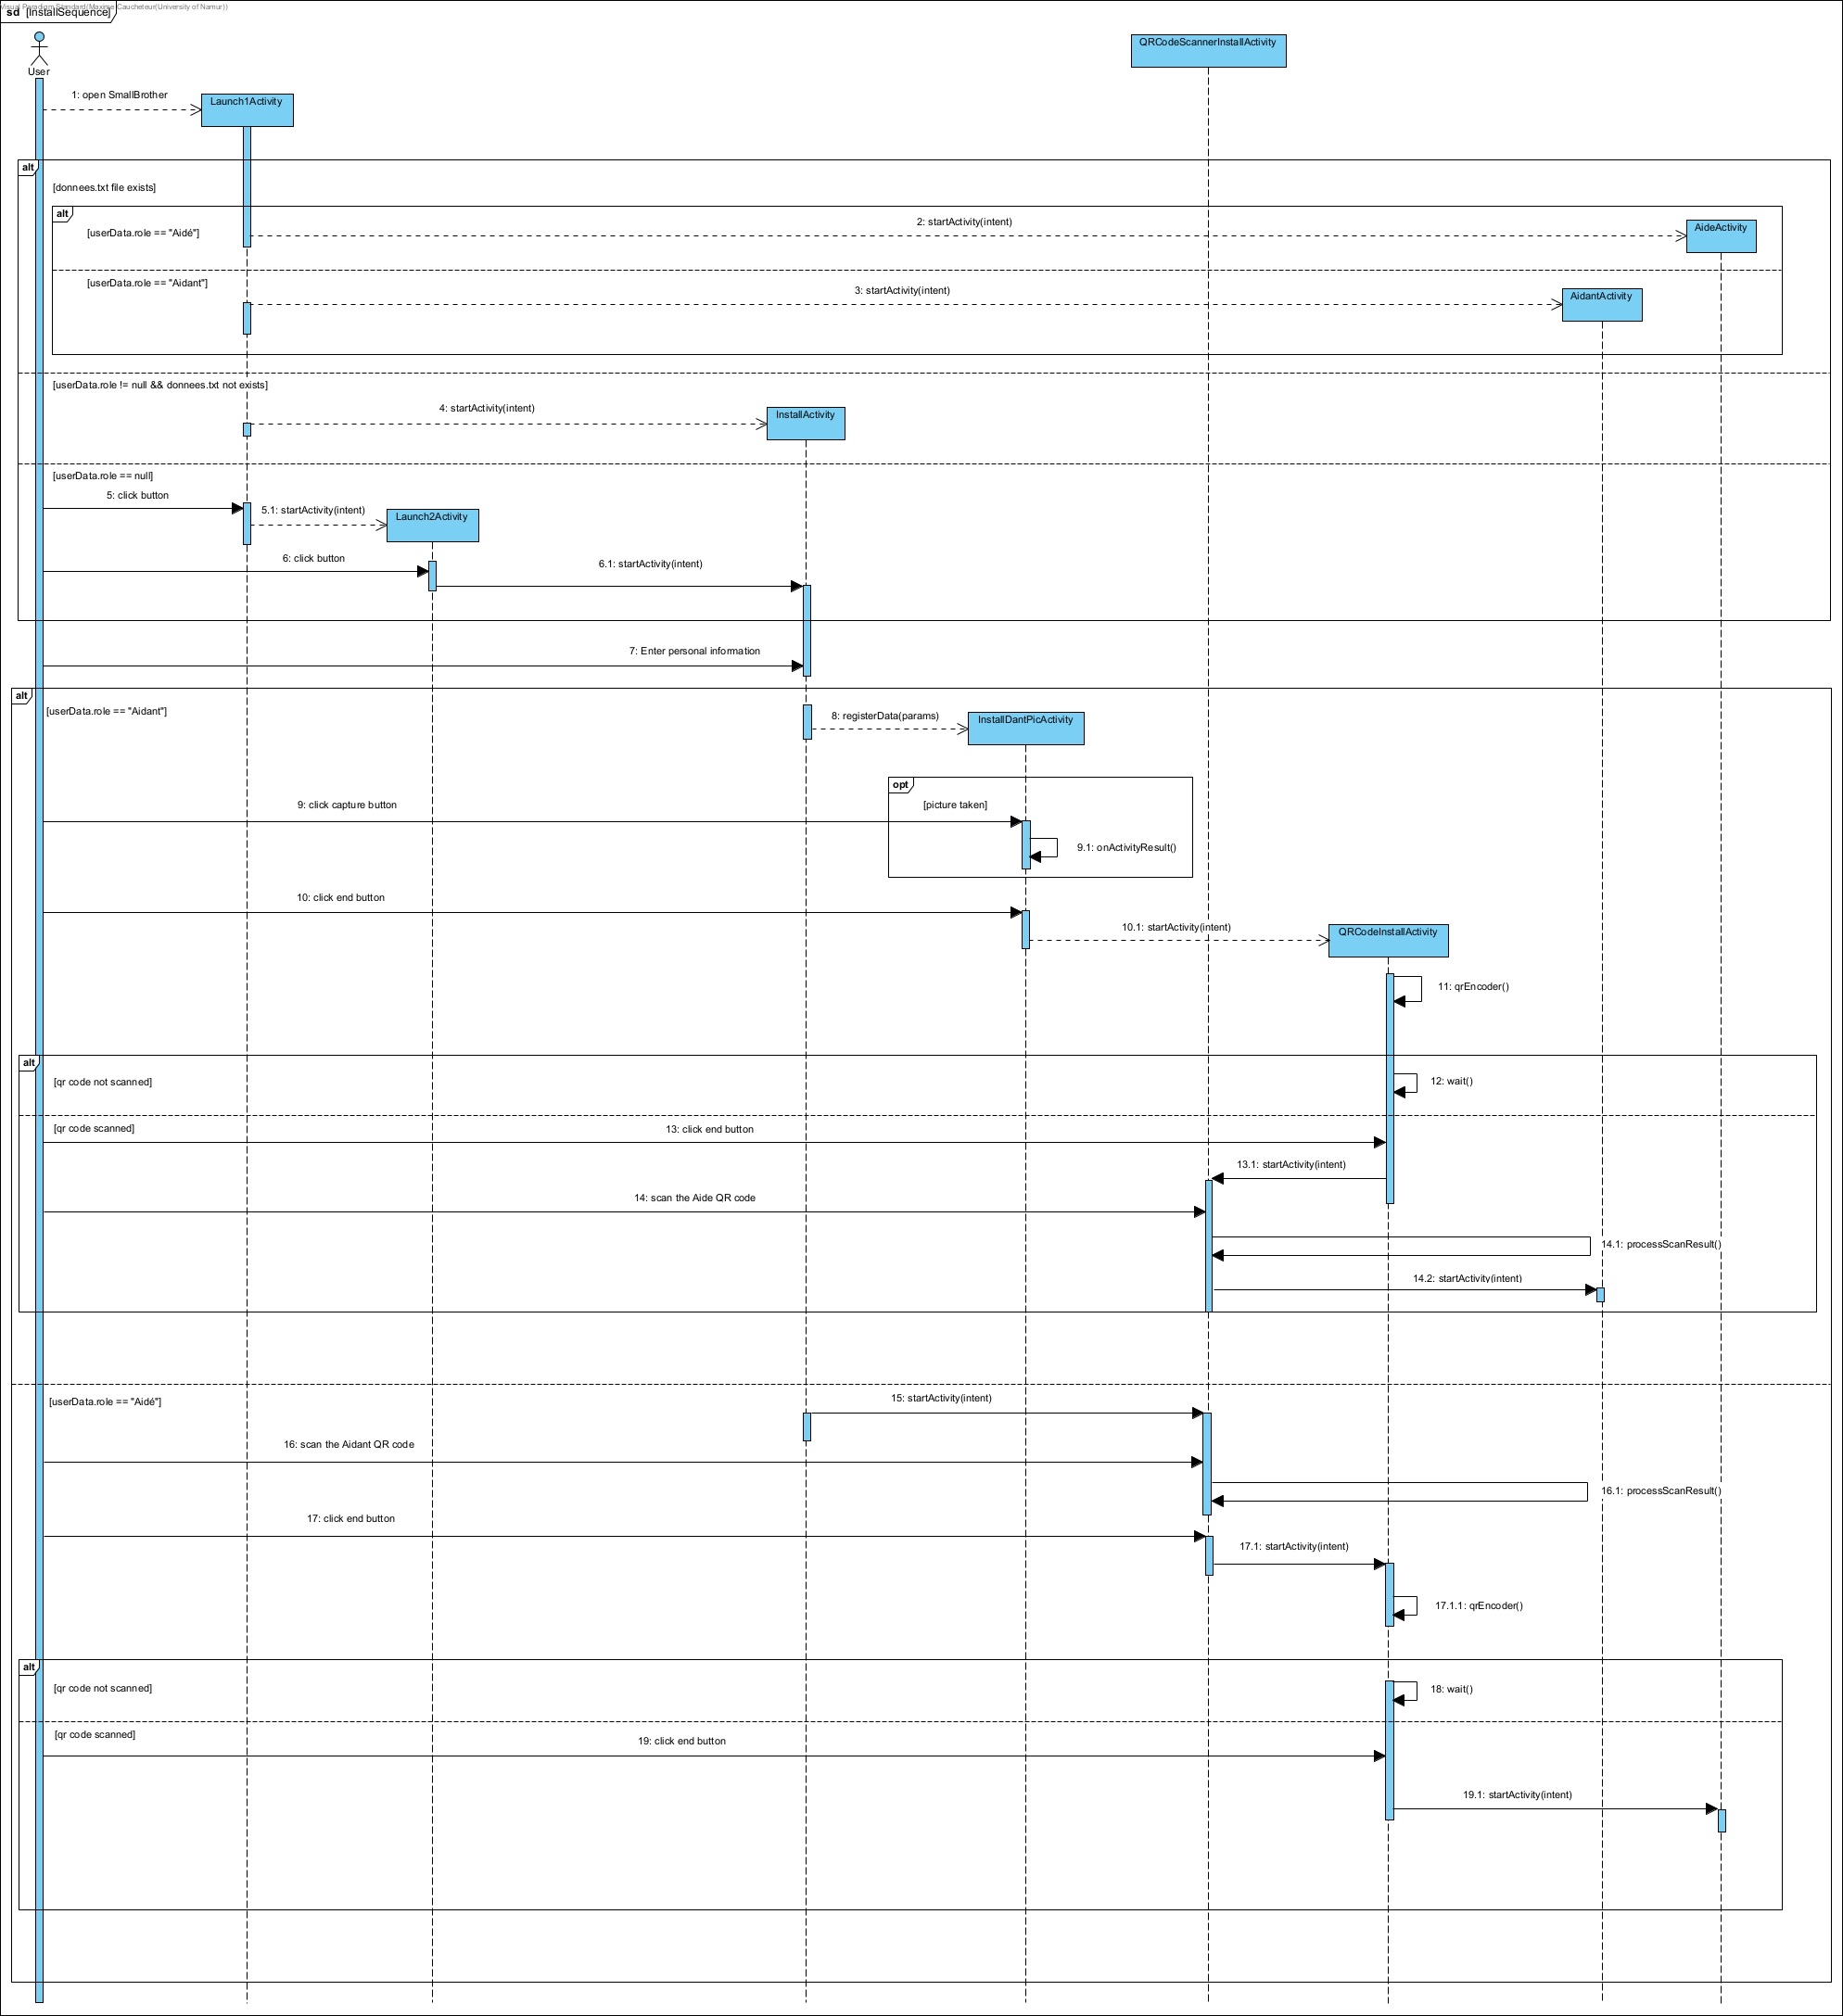 Visual Paradigm Standard(Maxime Caucheteur(University of Namur))
sd [InstallSequence]
QRCodeScannerInstallActivity
User
1: open SmallBrother
Launch1Activity
alt
[donnees.txt file exists]
alt
2: startActivity(intent)
[userData.role == "Aidé"]
AideActivity
[userData.role == "Aidant"]
3: startActivity(intent)
AidantActivity
[userData.role != null && donnees.txt not exists]
4: startActivity(intent)
InstallActivity
[userData.role == null]
5: click button
5.1: startActivity(intent)
Launch2Activity
6: click button
6.1: startActivity(intent)
7: Enter personal information
alt
[userData.role == "Aidant"]
8: registerData(params)
InstallDantPicActivity
opt
9: click capture button
[picture taken]
9.1: onActivityResult()
10: click end button
10.1: startActivity(intent)
QRCodeInstallActivity
11: qrEncoder()
alt
[qr code not scanned]
12: wait()
[qr code scanned]
13: click end button
13.1: startActivity(intent)
14: scan the Aide QR code
14.1: processScanResult()
14.2: startActivity(intent)
[userData.role == "Aidé"]
15: startActivity(intent)
16: scan the Aidant QR code
16.1: processScanResult()
17: click end button
17.1: startActivity(intent)
17.1.1: qrEncoder()
alt
[qr code not scanned]
18: wait()
[qr code scanned]
19: click end button
19.1: startActivity(intent)